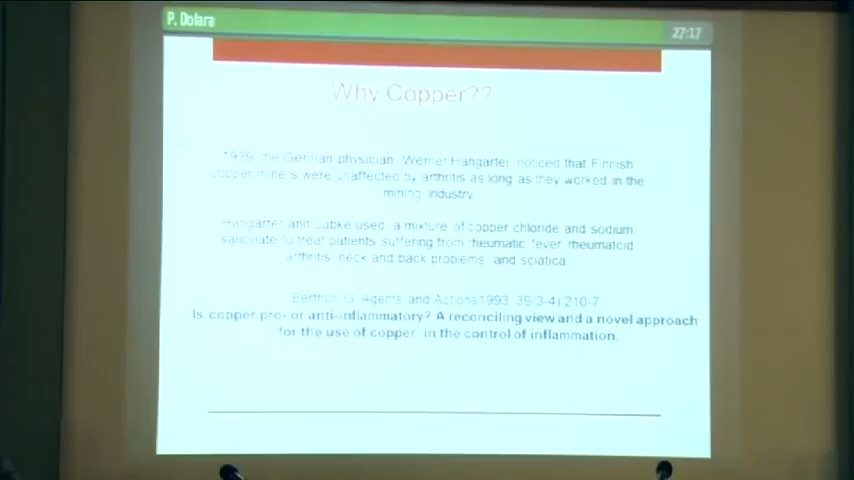 P. Dolara
27:17
Why Copper??
1939, the German physician, Werner Hangarter noticed that Finnish
copper miners were unaffected by arthritis as long as they worked in the
mining industry
Hangarter and Lubke used a mixture of copper chloride and sodium
salicylate to treat patients suffering from rheumatic fever rheumatoid
arthritis neck and back problems and sciatica
Berthon G. Agents and Actions1993, 39(3-4) 210-7
Is copper pro- or anti-inflammatory? A reconciling view and a novel approach
for the use of copper in the control of inflammation.